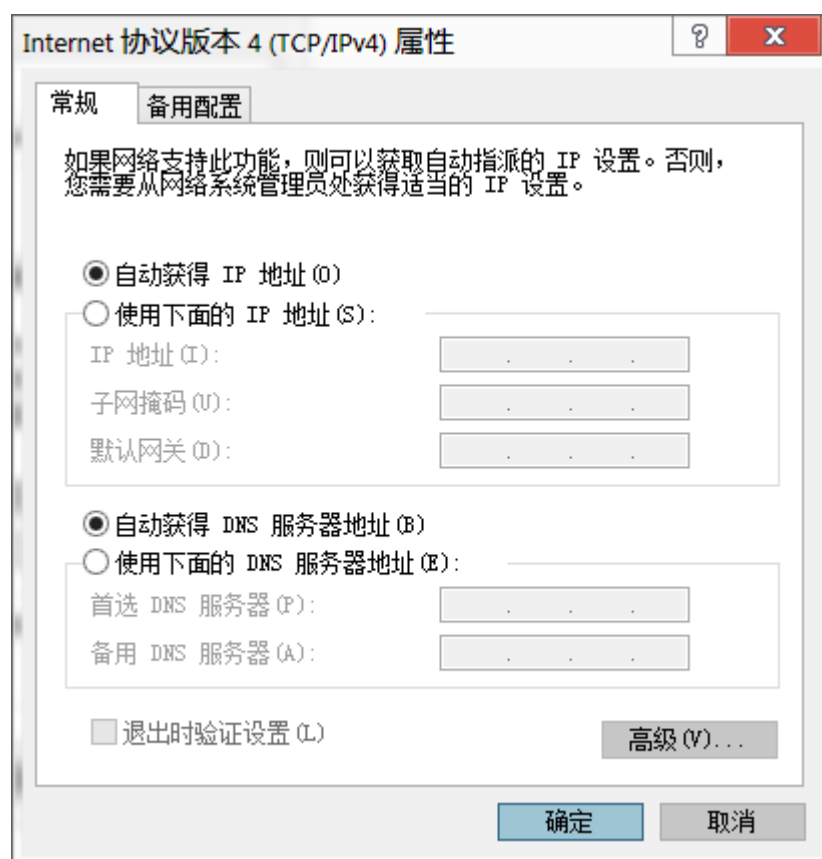 Internet 协议版本 4 (TCP/IPv4) 属性
常规
备用配置
如果网络支持此功能，则可以获取自动指派的 IP 设置。否则，
您需要从网络系统管理员处获得适当的 IP 设置。
自动获得 IP 地址(O)
使用下面的 IP 地址(S):
IP 地址(I):
子网掩码(U):
默认网关(D):
自动获得 DNS 服务器地址(B)
使用下面的 DNS 服务器地址(E):
首选 DNS 服务器(P):
备用 DNS 服务器(A):
退出时验证设置(L)
高级(V)...
确定
取消